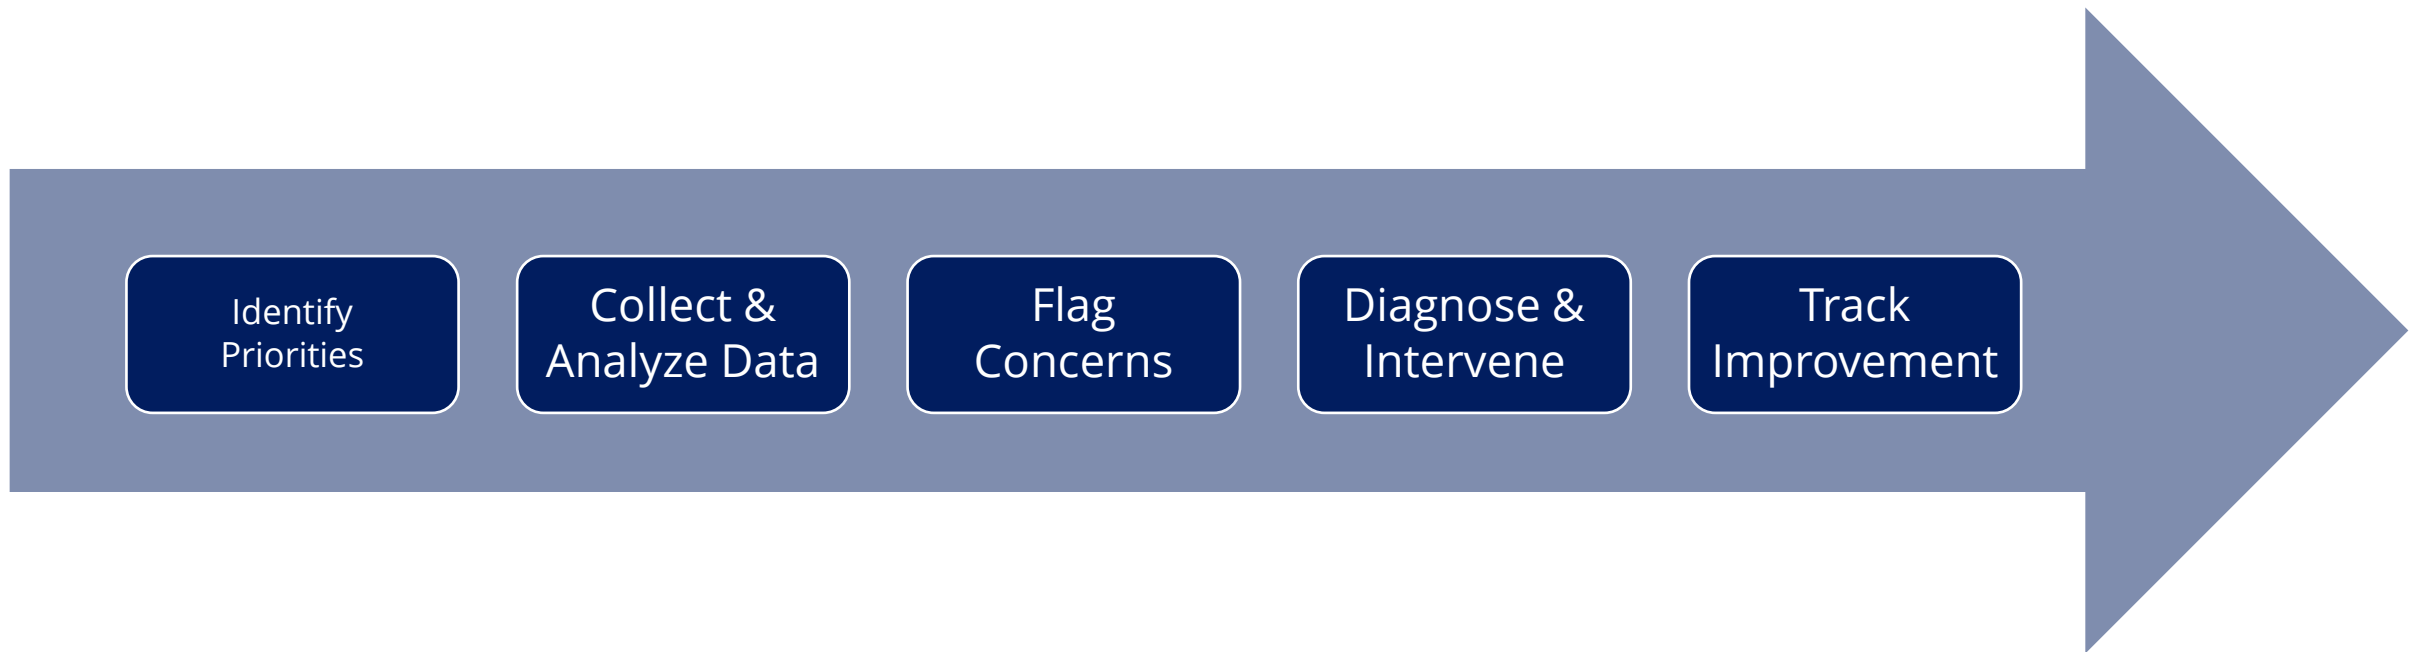 Identify
Priorities
Collect &
Analyze Data
Flag
Concerns
Diagnose &
Intervene
Track
Improvement